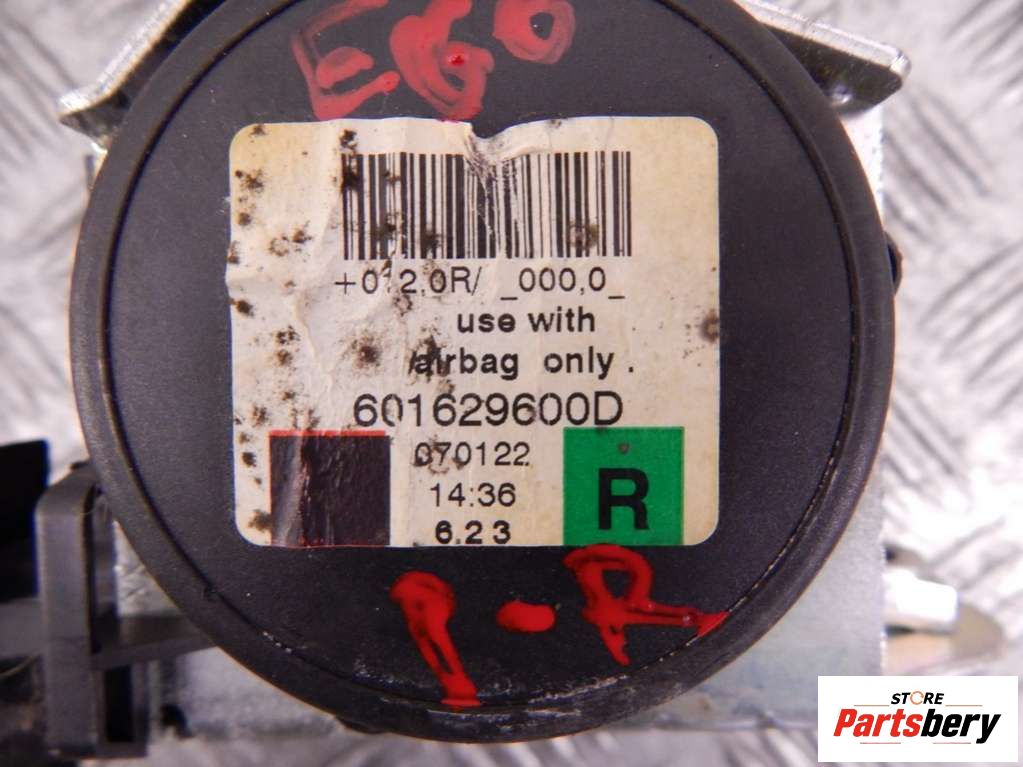 E60
+012,0R/ _000,0_
use with
airbag only .
601629600D
070122
14:36
6.23
R
P-R
STORE
Partsbery